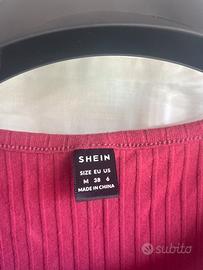 SHEIN
SIZE EU US
M 38 6
MADE IN CHINA
subito